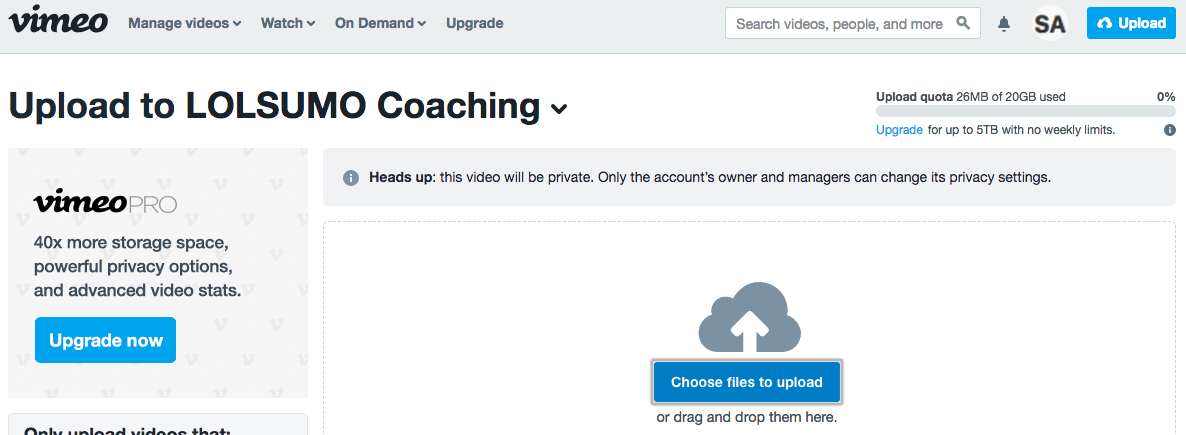 vimeo Manage videos Watch On Demand Upgrade Search videos, people, and more SA Upload
Upload to LOLSUMO Coaching
Upload quota 26MB of 20GB used 0%
Upgrade for up to 5TB with no weekly limits.
Heads up: this video will be private. Only the account's owner and managers can change its privacy settings.
vimeo PRO
40x more storage space,
powerful privacy options,
and advanced video stats.
Upgrade now
Choose files to upload
or drag and drop them here.
Only upload videos that: